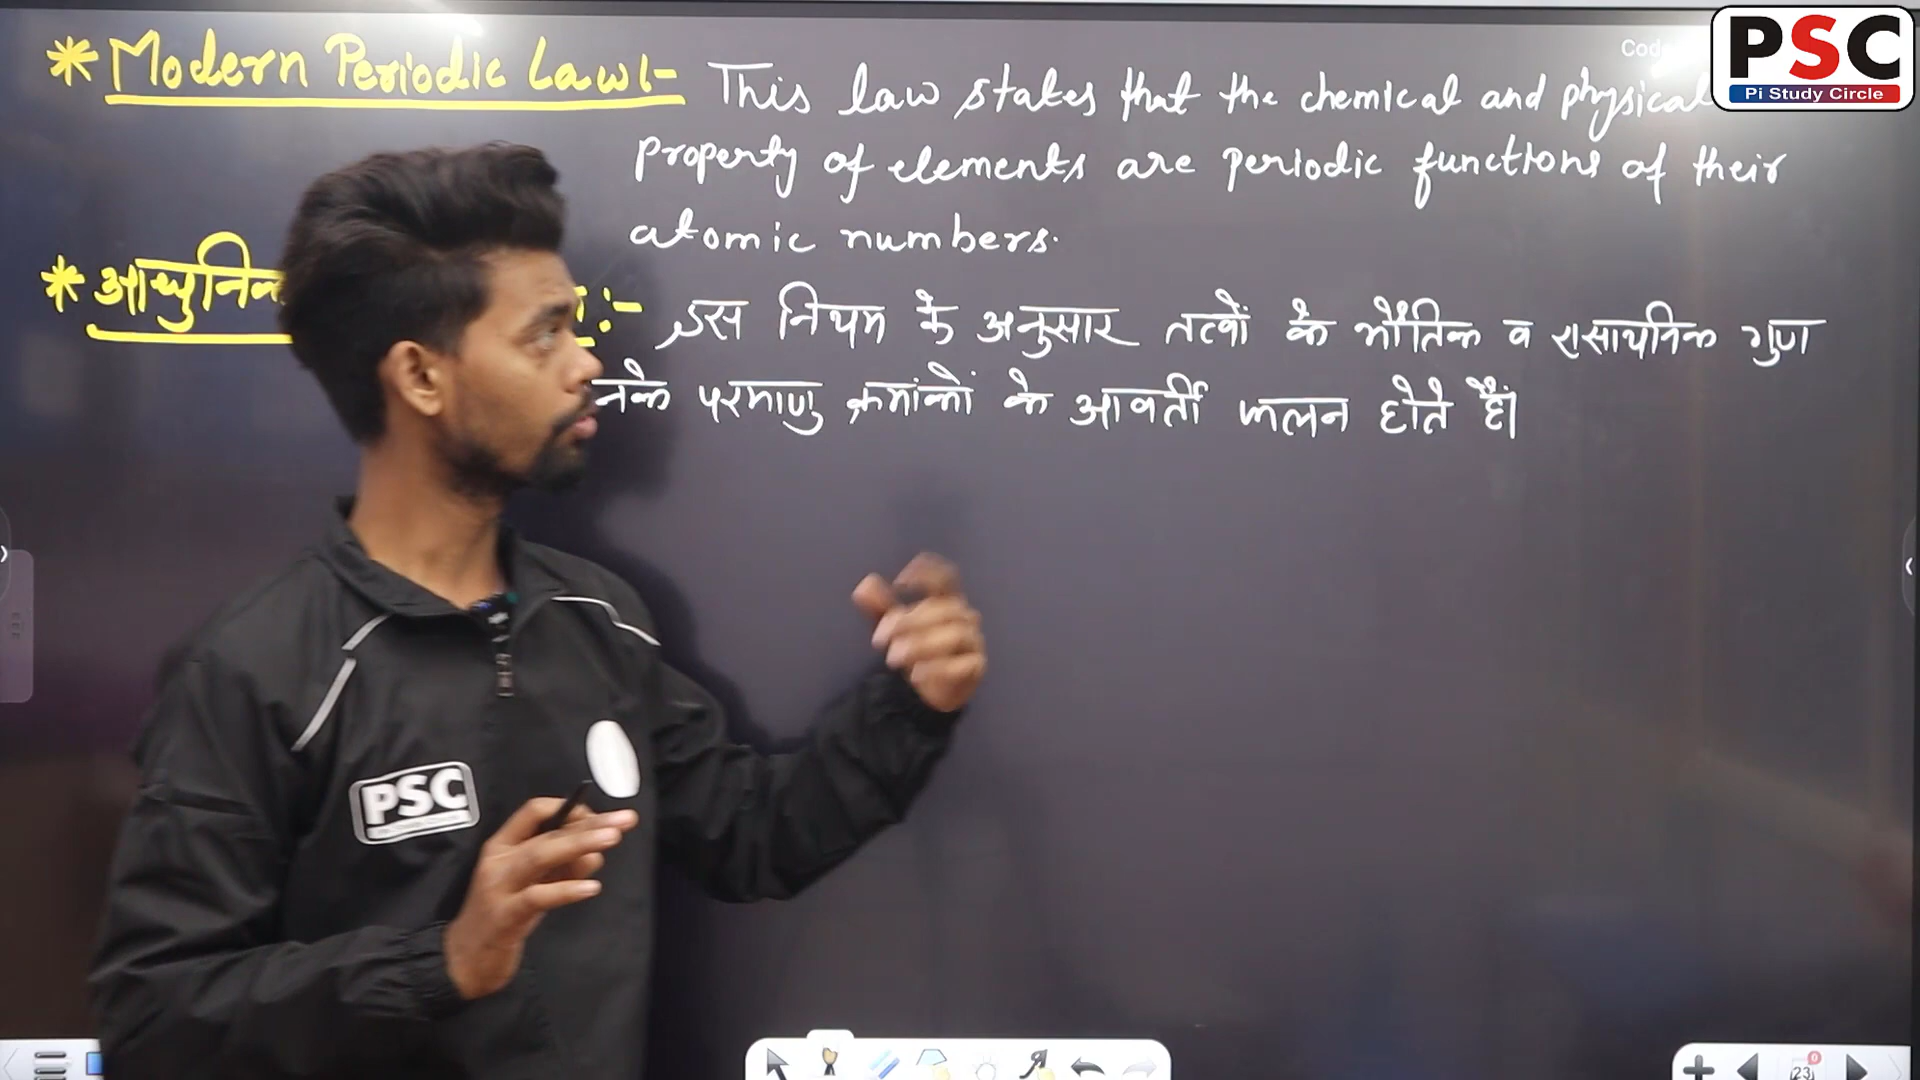 * Modern Periodic Law:- This law states that the chemical and physical
property of elements are periodic functions of their
atomic numbers.
* :- इस नियम के अनुसार तत्वों के भौतिक व रासायनिक गुण
परमाणु क्रमांकों के आवर्ती फलन होते हैं।
PSC
Pi Study Circle
PSC
23